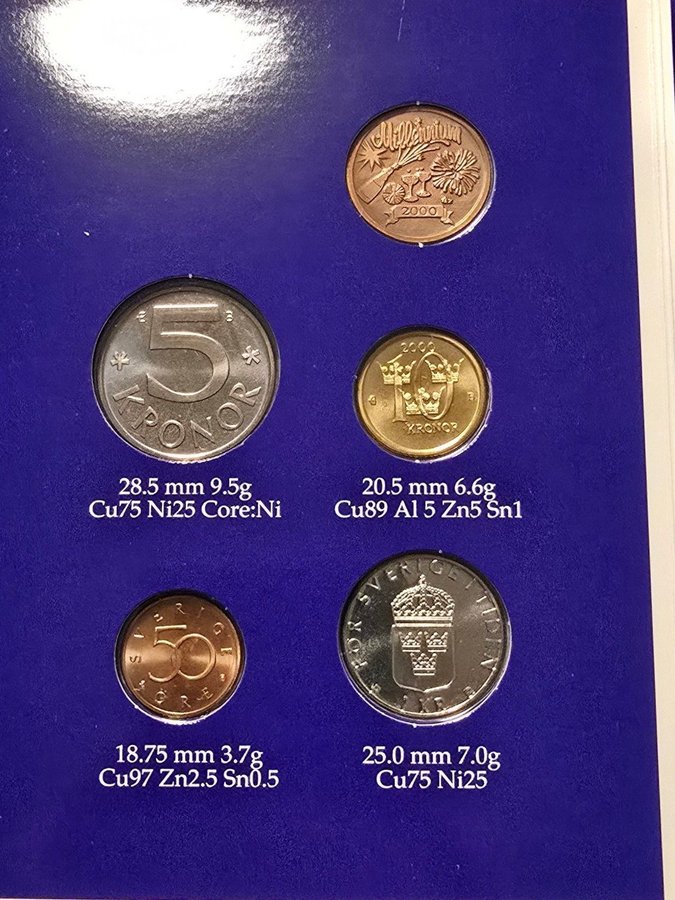 Millennium
2000
5
KRONOR
28.5 mm 9.5g
Cu75 Ni25 Core:Ni
2000
10
KRONOR
20.5 mm 6.6g
Cu89 Al 5 Zn5 Sn1
SVERIGE
50
ÖRE
18.75 mm 3.7g
Cu97 Zn2.5 Sn0.5
FÖR SVERIGE I TIDEN
1 KR
25.0 mm 7.0g
Cu75 Ni25